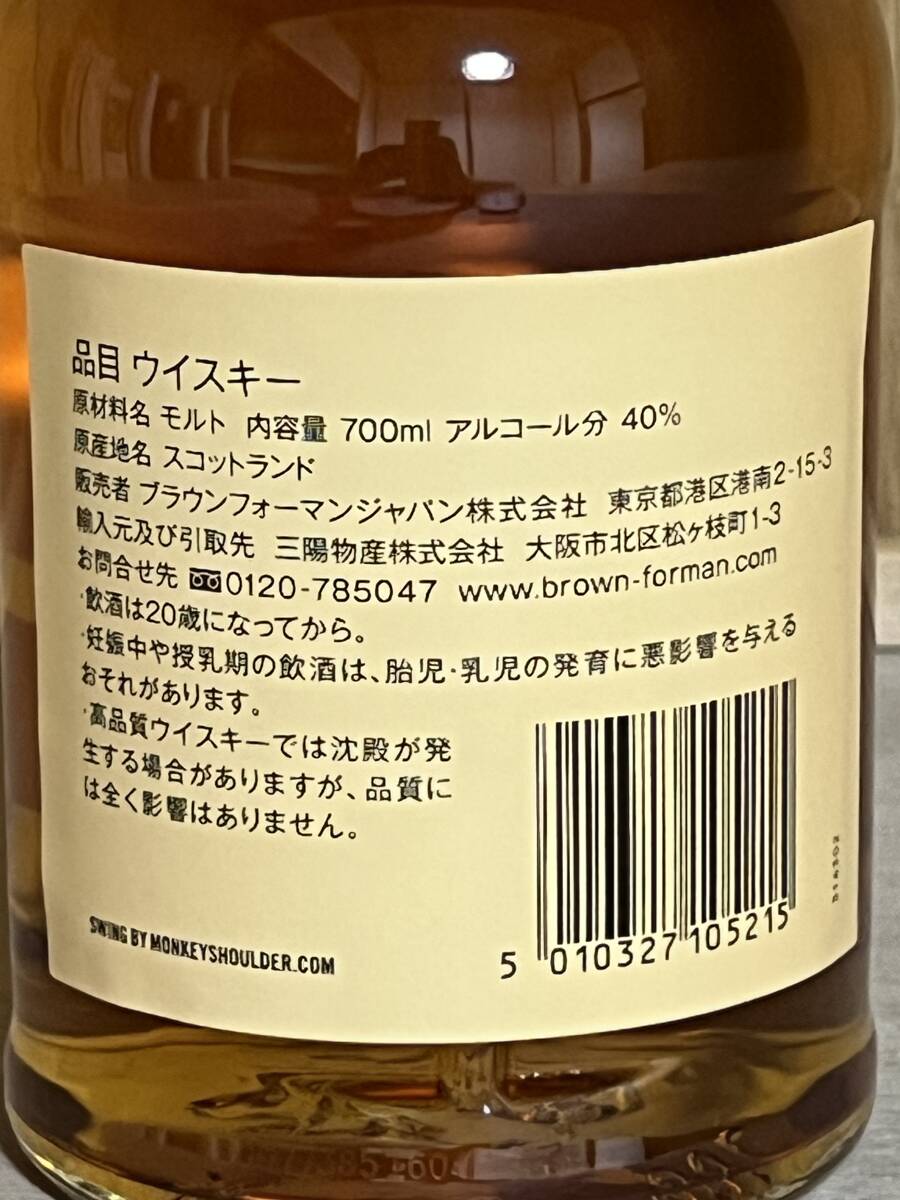 品目 ウイスキー
原材料名 モルト 内容量 700ml アルコール分 40%
原産地名 スコットランド
販売者 ブラウンフォーマンジャパン株式会社 東京都港区港南2-15-3
輸入元及び引取先 三陽物産株式会社 大阪市北区松ヶ枝町1-3
お問合せ先 0120-785047 www.brown-forman.com
・飲酒は20歳になってから。
・妊娠中や授乳期の飲酒は、胎児・乳児の発育に悪影響を与える
おそれがあります。
・高品質ウイスキーでは沈殿が発
生する場合がありますが、品質に
は全く影響はありません。
SWING BY MONKEYSHOULDER.COM
5 010327 105215